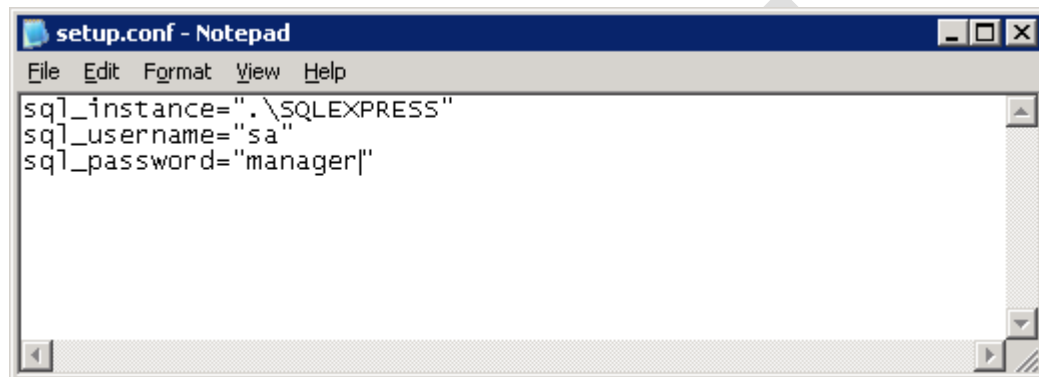 setup.conf - Notepad
File Edit Format View Help
sql_instance=".\SQLEXPRESS"
sql_username="sa"
sql_password="manager"